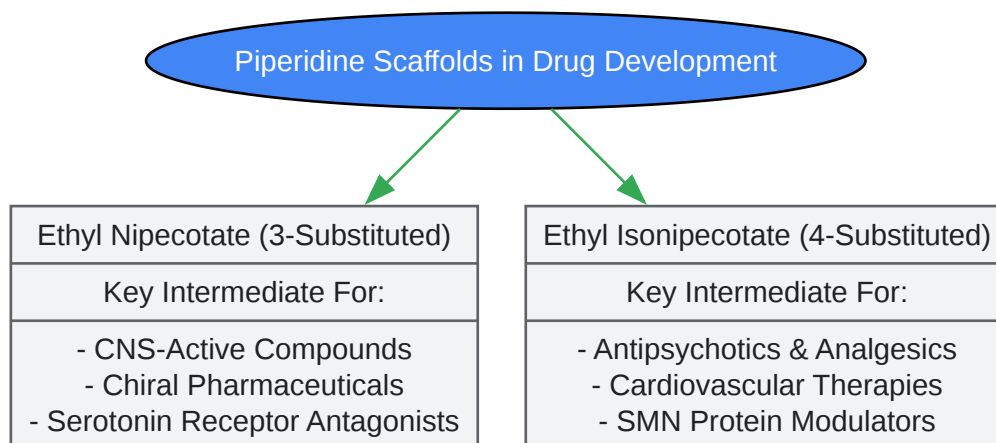 Piperidine Scaffolds in Drug Development
Ethyl Nipecotate (3-Substituted)
Key Intermediate For:
- CNS-Active Compounds
- Chiral Pharmaceuticals
- Serotonin Receptor Antagonists
Ethyl Isonipecotate (4-Substituted)
Key Intermediate For:
- Antipsychotics & Analgesics
- Cardiovascular Therapies
- SMN Protein Modulators